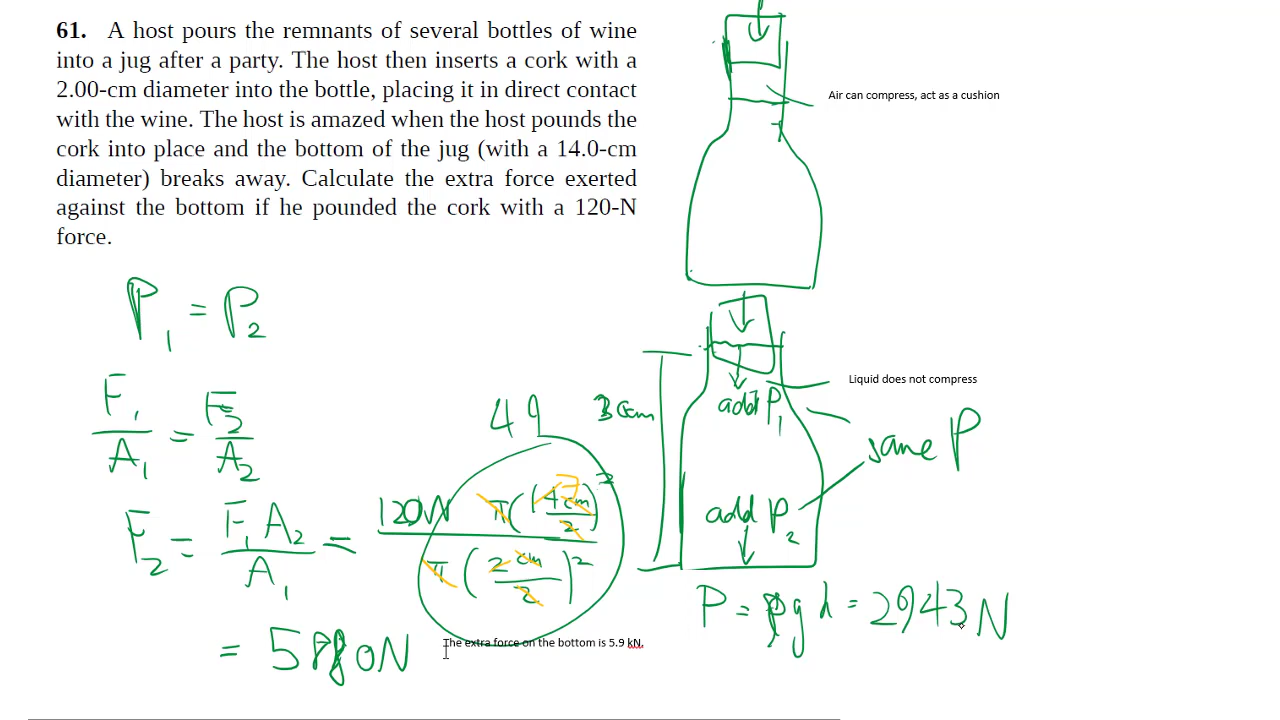 61. A host pours the remnants of several bottles of wine
into a jug after a party. The host then inserts a cork with a
2.00-cm diameter into the bottle, placing it in direct contact
with the wine. The host is amazed when the host pounds the
cork into place and the bottom of the jug (with a 14.0-cm
diameter) breaks away. Calculate the extra force exerted
against the bottom if he pounded the cork with a 120-N
force.
Air can compress, act as a cushion
P₁ = P₂
Liquid does not compress
F₁/A₁ = F₂/A₂
49
30cm
add P₁
same P
F₂ = F₁A₂/A₁ = 120N π(14cm/2)² / π(2cm/2)²
7
add P₂
P = ρgh = 2943N
= 5880N
The extra force on the bottom is 5.9 kN.